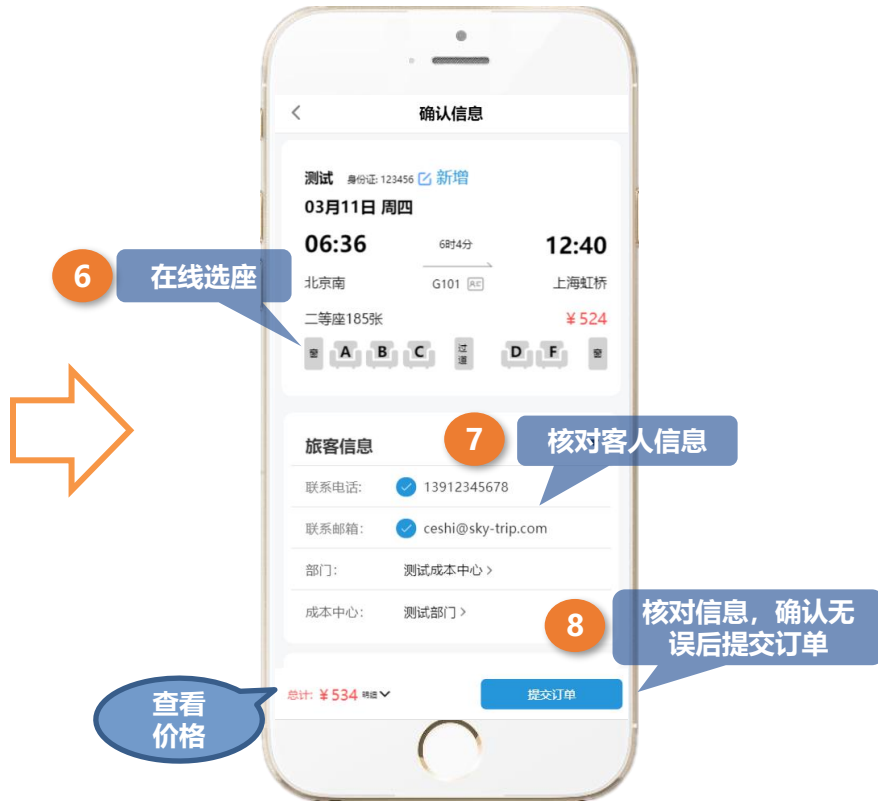 确认信息
测试 身份证: 123456 新增
03月11日 周四
06:36 6时4分 12:40
6 在线选座
北京南 G101 上海虹桥
二等座185张 ¥524
窗 A B C 过道 D F 窗
7 核对客人信息
旅客信息
联系电话: 13912345678
联系邮箱: ceshi@sky-trip.com
部门: 测试成本中心 >
成本中心: 测试部门 >
8 核对信息，确认无
误后提交订单
总计: ¥534 明细
提交订单
查看
价格